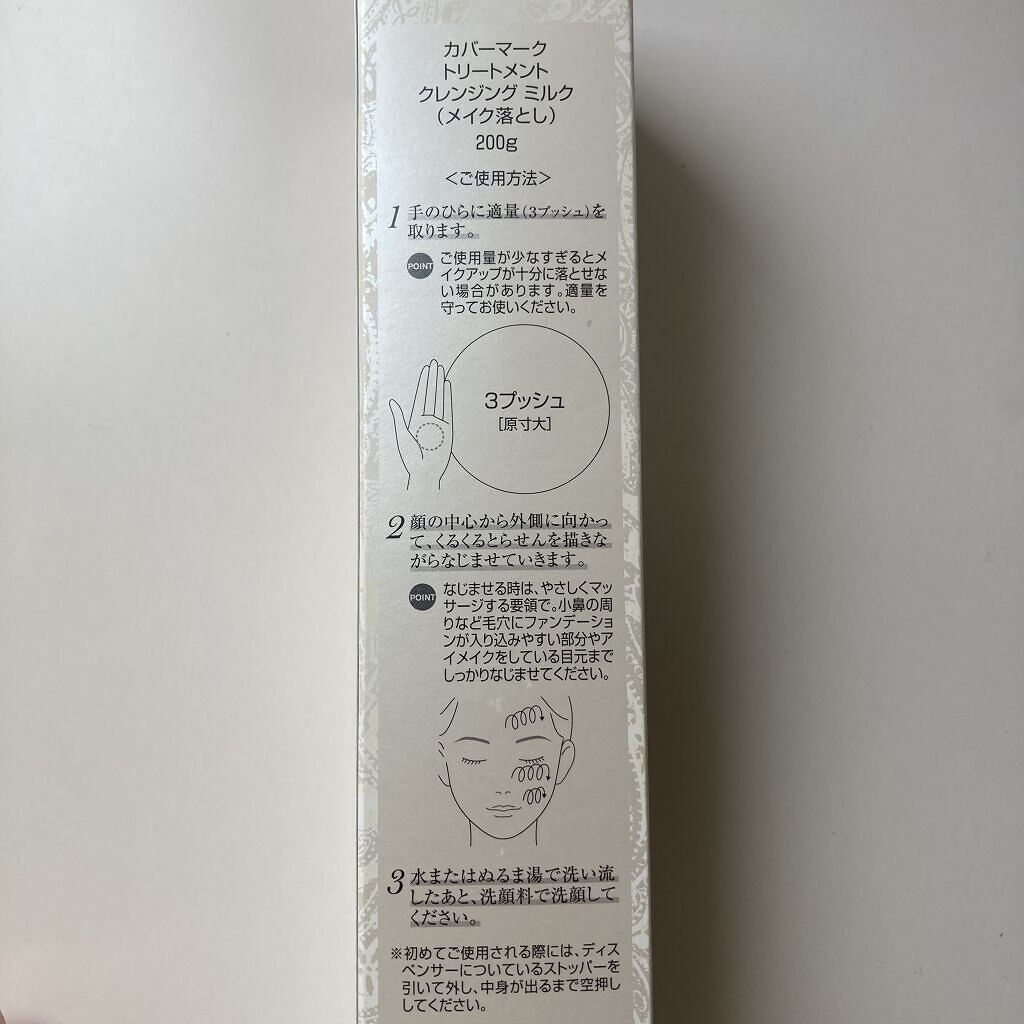 カバーマーク
トリートメント
クレンジング ミルク
（メイク落とし）
200g
＜ご使用方法＞
1 手のひらに適量（3プッシュ）を
取ります。
POINT ご使用量が少なすぎるとメ
イクアップが十分に落とせな
い場合があります。適量を
守ってお使いください。
3プッシュ
［原寸大］
2 顔の中心から外側に向かっ
て、くるくるとらせんを描きな
がらなじませていきます。
POINT なじませる時は、やさしくマッ
サージする要領で。小鼻の周
りなど毛穴にファンデーショ
ンが入り込みやすい部分やア
イメイクをしている目元まで
しっかりなじませてください。
3 水またはぬるま湯で洗い流
したあと、洗顔料で洗顔して
ください。
※初めてご使用される際には、ディス
ペンサーについているストッパーを
引いて外し、中身が出るまで空押し
してください。